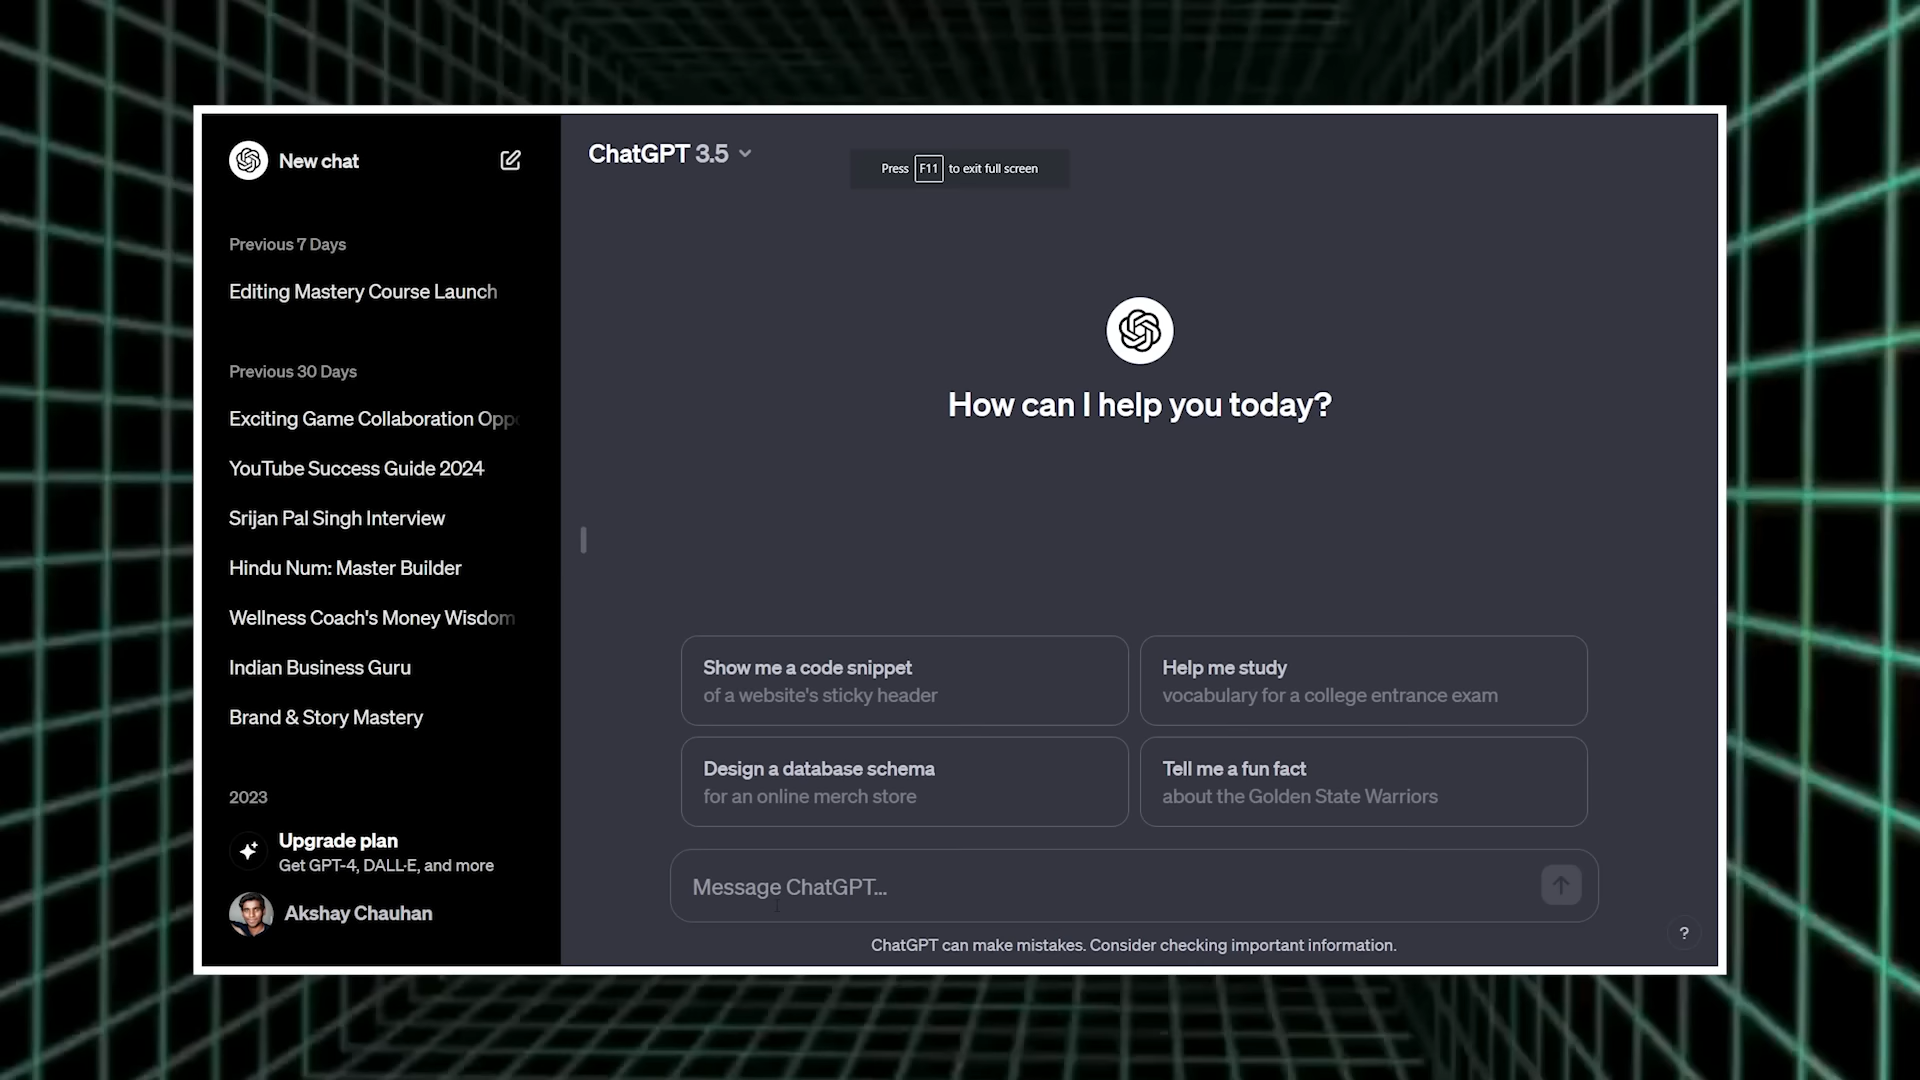 New chat
Previous 7 Days
Editing Mastery Course Launch
Previous 30 Days
Exciting Game Collaboration
YouTube Success Guide 2024
Srijan Pal Singh Interview
Hindu Num: Master Builder
Wellness Coach's Money Wisdom
Indian Business Guru
Brand & Story Mastery
2023
Upgrade plan
Get GPT-4, DALL·E, and more
Akshay Chauhan
ChatGPT 3.5
Press F11 to exit full screen
How can I help you today?
Show me a code snippet
of a website's sticky header
Help me study
vocabulary for a college entrance exam
Design a database schema
for an online merch store
Tell me a fun fact
about the Golden State Warriors
Message ChatGPT...
ChatGPT can make mistakes. Consider checking important information.
?